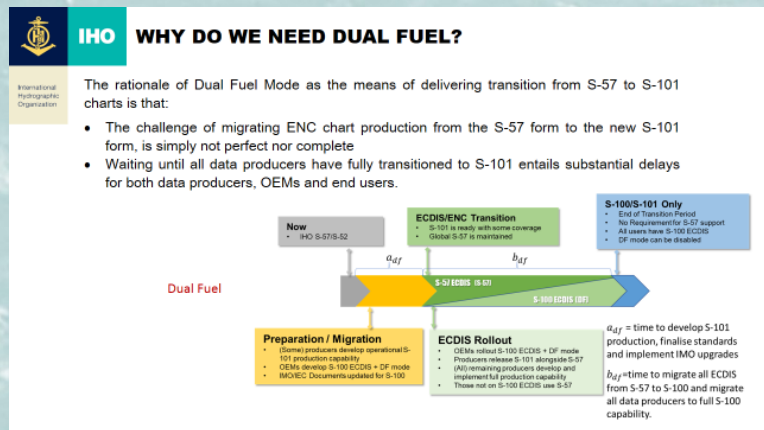 IHO
WHY DO WE NEED DUAL FUEL?
International
Hydrographic
Organization
The rationale of Dual Fuel Mode as the means of delivering transition from S-57 to S-101
charts is that:
• The challenge of migrating ENC chart production from the S-57 form to the new S-101
form, is simply not perfect nor complete
• Waiting until all data producers have fully transitioned to S-101 entails substantial delays
for both data producers, OEMs and end users.
Now
• IHO S-57/S-52
ECDIS/ENC Transition
• S-101 is ready with some coverage
• Global S-57 is maintained
S-100/S-101 Only
• End of Transition Period
• No Requirement for S-57 support
• All users have S-100 ECDIS
• DF mode can be disabled
a_df
b_df
Dual Fuel
S-57 ECDIS (S-57)
S-100 ECDIS (DF)
Preparation / Migration
• (Some) producers develop operational S-
101 production capability
• OEMs develop S-100 ECDIS + DF mode
• IMO/IEC Documents updated for S-100
ECDIS Rollout
• OEMs rollout S-100 ECDIS + DF mode
• Producers release S-101 alongside S-57
• (All) remaining producers develop and
implement full production capability
• Those not on S-100 ECDIS use S-57
a_df = time to develop S-101
production, finalise standards
and implement IMO upgrades
b_df=time to migrate all ECDIS
from S-57 to S-100 and migrate
all data producers to full S-100
capability.